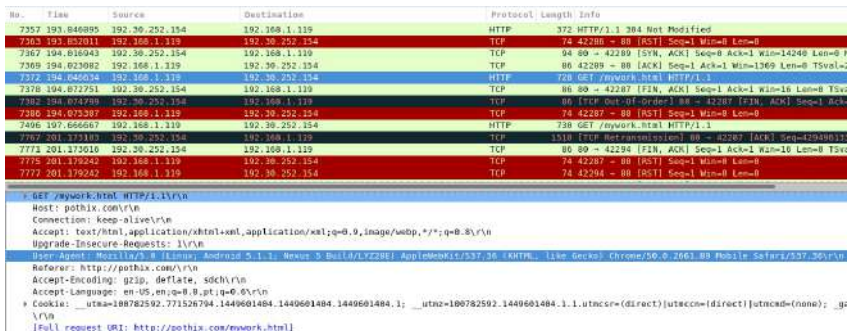 No. Time Source Destination Protocol Length Info
7357 193.846895 192.30.252.154 192.168.1.119 HTTP 372 HTTP/1.1 304 Not Modified
7363 193.852011 192.168.1.119 192.30.252.154 TCP 74 42286 → 80 [RST] Seq=1 Win=0 Len=0
7367 194.016943 192.30.252.154 192.168.1.119 TCP 94 80 → 42289 [SYN, ACK] Seq=0 Ack=1 Win=14240 Len=0
7369 194.023082 192.168.1.119 192.30.252.154 TCP 86 42289 → 80 [ACK] Seq=1 Ack=1 Win=1369 Len=0
7372 194.046634 192.168.1.119 192.30.252.154 HTTP 728 GET /mywork.html HTTP/1.1
7378 194.072751 192.30.252.154 192.168.1.119 TCP 86 80 → 42287 [FIN, ACK] Seq=1 Ack=1 Win=16 Len=0
7382 194.074799 192.30.252.154 192.168.1.119 TCP 86 [TCP Out-Of-Order] 80 → 42287 [FIN, ACK] Seq=1
7386 194.075307 192.168.1.119 192.30.252.154 TCP 74 42287 → 80 [RST] Seq=1 Win=0 Len=0
7496 197.666667 192.168.1.119 192.30.252.154 HTTP 730 GET /mywork.html HTTP/1.1
7767 201.173103 192.30.252.154 192.168.1.119 TCP 1510 [TCP Retransmission] 80 → 42287 [ACK]
7771 201.173616 192.30.252.154 192.168.1.119 TCP 86 80 → 42294 [FIN, ACK] Seq=1 Ack=1 Win=16 Len=0
7775 201.179242 192.168.1.119 192.30.252.154 TCP 74 42287 → 80 [RST] Seq=1 Win=0 Len=0
7777 201.179242 192.168.1.119 192.30.252.154 TCP 74 42294 → 80 [RST] Seq=1 Win=0 Len=0
GET /mywork.html HTTP/1.1\r\n
Host: pothix.com\r\n
Connection: keep-alive\r\n
Accept: text/html,application/xhtml+xml,application/xml;q=0.9,image/webp,*/*;q=0.8\r\n
Upgrade-Insecure-Requests: 1\r\n
User-Agent: Mozilla/5.0 (Linux; Android 5.1.1; Nexus 5 Build/LYZ28E) AppleWebKit/537.36 (KHTML, like Gecko) Chrome/50.0.2661.89 Mobile Safari/537.36\r\n
Referer: http://pothix.com/\r\n
Accept-Encoding: gzip, deflate, sdch\r\n
Accept-Language: en-US,en;q=0.8,pt;q=0.6\r\n
Cookie: __utma=100782592.771526794.1449601404.1449601404.1449601404.1; __utmz=100782592.1449601404.1.1.utmcsr=(direct)|utmccn=(direct)|utmcmd=(none);
\r\n
[Full request URI: http://pothix.com/mywork.html]